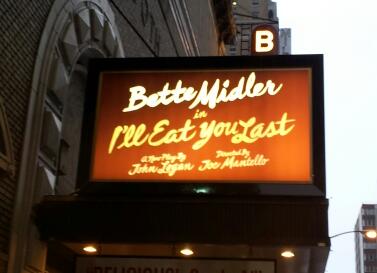 B
Bette Midler
in
I'll Eat You Last
A New Play By
John Logan
Directed By
Joe Mantello